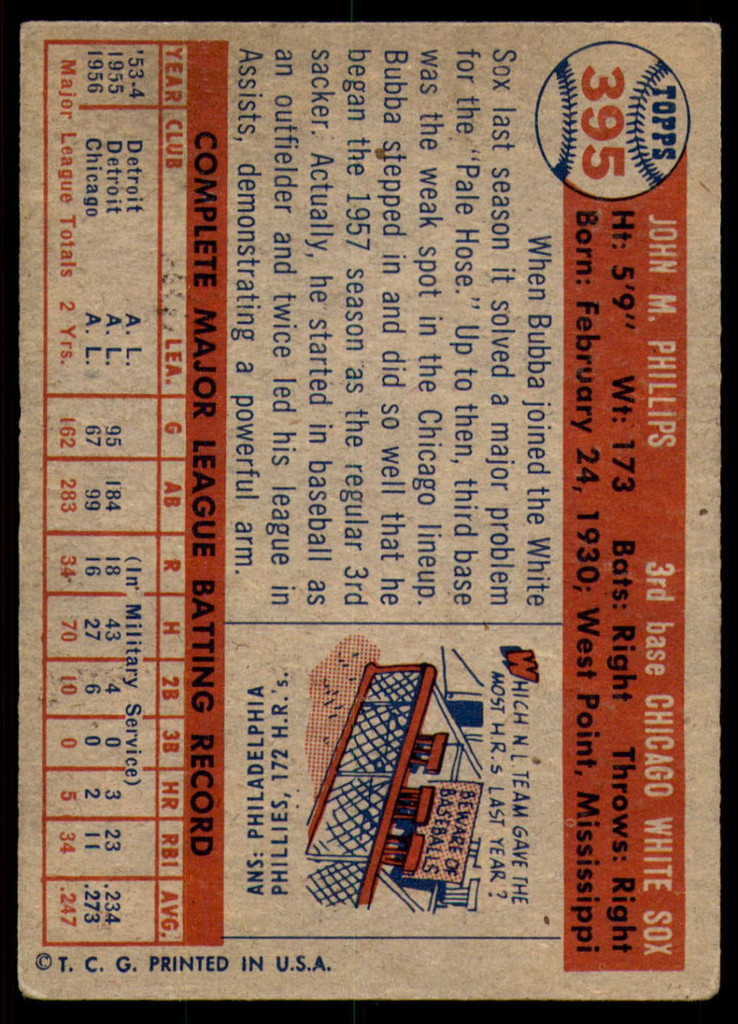 TOPPS
395
JOHN M. PHILLIPS 3rd base CHICAGO WHITE SOX
Ht: 5'9" Wt: 173 Bats: Right Throws: Right
Born: February 24, 1930; West Point, Mississippi
When Bubba joined the White
Sox last season it solved a major problem
for the "Pale Hose." Up to then, third base
was the weak spot in the Chicago lineup.
Bubba stepped in and did so well that he
began the 1957 season as the regular 3rd
sacker. Actually, he started in baseball as
an outfielder and twice led his league in
Assists, demonstrating a powerful arm.
WHICH N.L TEAM GAVE THE
MOST H.R.S LAST YEAR?
BEWARE OF
BASEBALLS
ANS: PHILADELPHIA
PHILLIES, 172 H.R.'s.
COMPLETE MAJOR LEAGUE BATTING RECORD
YEAR CLUB LEA. G AB R H 2B 3B HR RBI AVG.
'53-4 Detroit A. L. (In Military Service)
1955 Detroit A. L. 95 184 18 43 4 0 3 23 .234
1956 Chicago A. L. 67 99 16 27 6 0 2 11 .273
Major League Totals 2 Yrs. 162 283 34 70 10 0 5 34 .247
© T. C. G. PRINTED IN U.S.A.